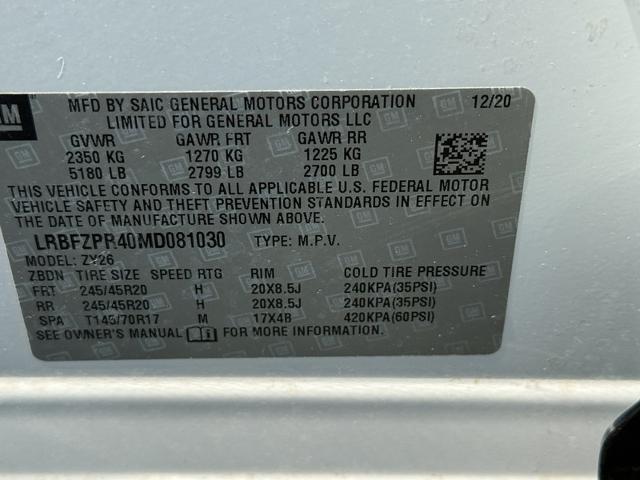 GM
MFD BY SAIC GENERAL MOTORS CORPORATION 12/20
LIMITED FOR GENERAL MOTORS LLC
GVWR GAWR FRT GAWR RR
2350 KG 1270 KG 1225 KG
5180 LB 2799 LB 2700 LB
THIS VEHICLE CONFORMS TO ALL APPLICABLE U.S. FEDERAL MOTOR
VEHICLE SAFETY AND THEFT PREVENTION STANDARDS IN EFFECT
ON THE DATE OF MANUFACTURE SHOWN ABOVE.
LRBFZPR40MD081030 TYPE: M.P.V.
MODEL: ZY26
ZBDN TIRE SIZE SPEED RTG RIM COLD TIRE PRESSURE
FRT 245/45R20 H 20X8.5J 240KPA(35PSI)
RR 245/45R20 H 20X8.5J 240KPA(35PSI)
SPA T145/70R17 M 17X4B 420KPA(60PSI)
SEE OWNER'S MANUAL FOR MORE INFORMATION.